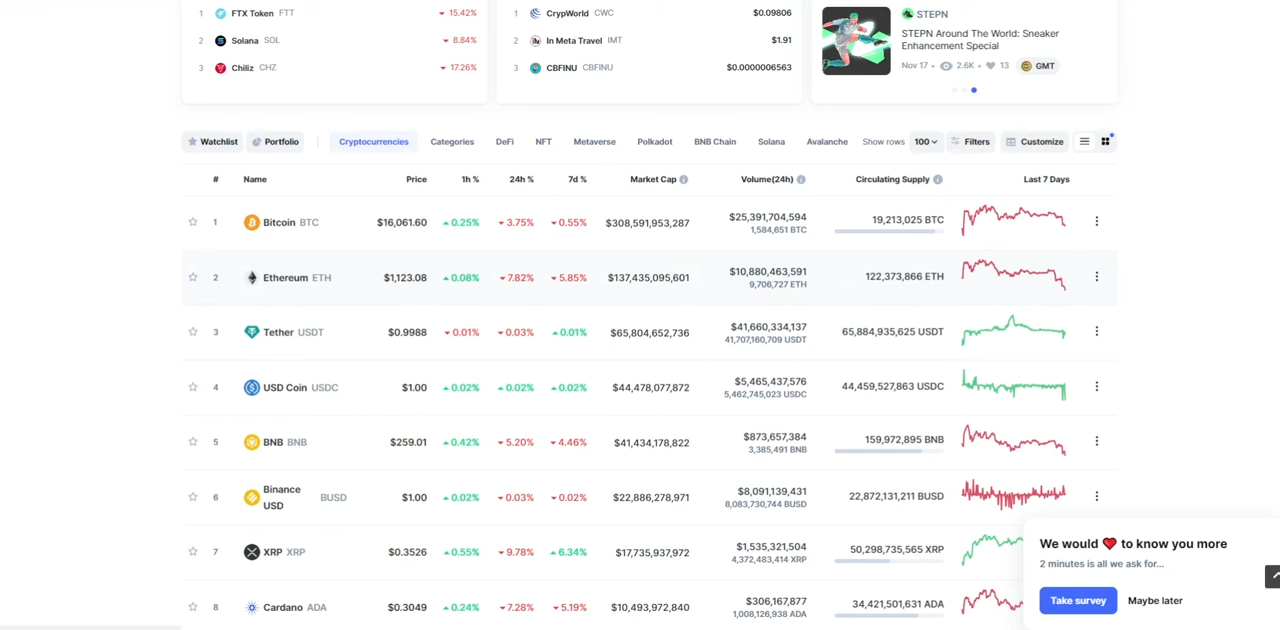 1 FTX Token FTT 15.42%
2 Solana SOL 8.84%
3 Chiliz CHZ 17.26%
1 CrypWorld CWC $0.09806
2 In Meta Travel IMT $1.91
3 CBFINU CBFINU $0.0000006563
STEPN
STEPN Around The World: Sneaker
Enhancement Special
Nov 17 • 2.6K • 13 GMT
Watchlist Portfolio Cryptocurrencies Categories DeFi NFT Metaverse Polkadot BNB Chain Solana Avalanche Show rows 100 Filters Customize
# Name Price 1h % 24h % 7d % Market Cap Volume(24h) Circulating Supply Last 7 Days
1 Bitcoin BTC $16,061.60 0.25% 3.75% 0.55% $308,591,953,287 $25,391,704,594 19,213,025 BTC
1,584,651 BTC
2 Ethereum ETH $1,123.08 0.08% 7.82% 5.85% $137,435,095,601 $10,880,463,591 122,373,866 ETH
9,706,727 ETH
3 Tether USDT $0.9988 0.01% 0.03% 0.01% $65,804,652,736 $41,660,334,137 65,884,935,625 USDT
41,707,160,709 USDT
4 USD Coin USDC $1.00 0.02% 0.02% 0.02% $44,478,077,872 $5,465,437,576 44,459,527,863 USDC
5,462,745,023 USDC
5 BNB BNB $259.01 0.42% 5.20% 4.46% $41,434,178,822 $873,657,384 159,972,895 BNB
3,385,491 BNB
6 Binance USD BUSD $1.00 0.02% 0.03% 0.02% $22,886,278,971 $8,091,139,431 22,872,131,211 BUSD
8,083,730,744 BUSD
7 XRP XRP $0.3526 0.55% 9.78% 6.34% $17,735,937,972 $1,535,321,504 50,298,735,565 XRP
4,372,483,414 XRP
8 Cardano ADA $0.3049 0.24% 7.28% 5.19% $10,493,972,840 $306,167,877 34,421,501,631 ADA
1,008,126,938 ADA
We would ❤️ to know you more
2 minutes is all we ask for...
Take survey Maybe later